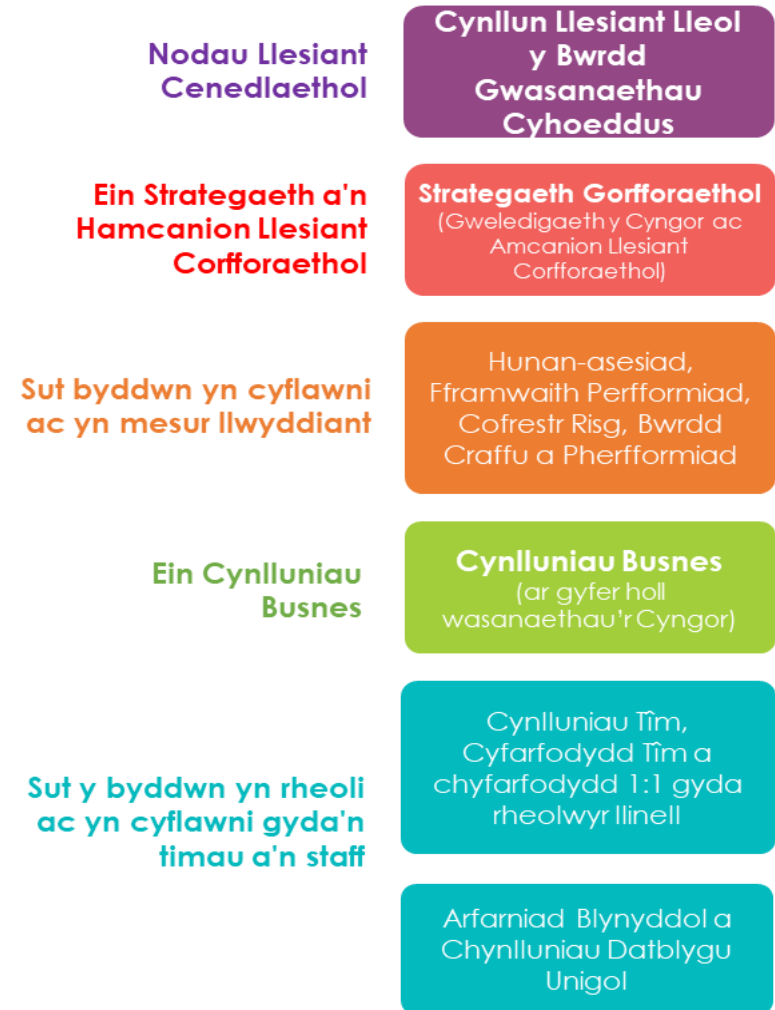 Nodau Llesiant
Cenedlaethol
Cynllun Llesiant Lleol
y Bwrdd
Gwasanaethau
Cyhoeddus
Ein Strategaeth a'n
Hamcanion Llesiant
Corfforaethol
Strategaeth Gorfforaethol
(Gweledigaeth y Cyngor ac
Amcanion Llesiant
Corfforaethol)
Sut byddwn yn cyflawni
ac yn mesur llwyddiant
Hunan-asesiad,
Fframwaith Perfformiad,
Cofrestr Risg, Bwrdd
Craffu a Pherfformiad
Ein Cynlluniau
Busnes
Cynlluniau Busnes
(ar gyfer holl
wasanaethau'r Cyngor)
Sut y byddwn yn rheoli
ac yn cyflawni gyda'n
timau a'n staff
Cynlluniau Tîm,
Cyfarfodydd Tîm a
chyfarfodydd 1:1 gyda
rheolwyr llinell
Arfarniad Blynyddol a
Chynlluniau Datblygu
Unigol